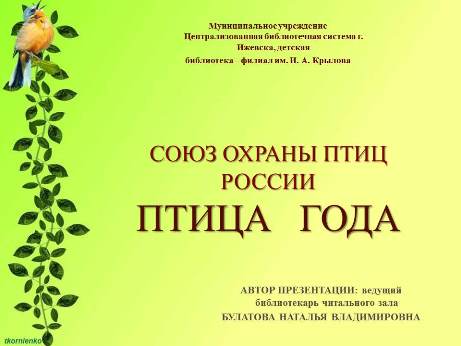 Муниципальное учреждение
Централизованная библиотечная система г.
Ижевска, детская
библиотека - филиал им. И. А. Крылова
СОЮЗ ОХРАНЫ ПТИЦ
РОССИИ
ПТИЦА ГОДА
АВТОР ПРЕЗЕНТАЦИИ: ведущий
библиотекарь читального зала
БУЛАТОВА НАТАЛЬЯ ВЛАДИМИРОВНА
tkornienko